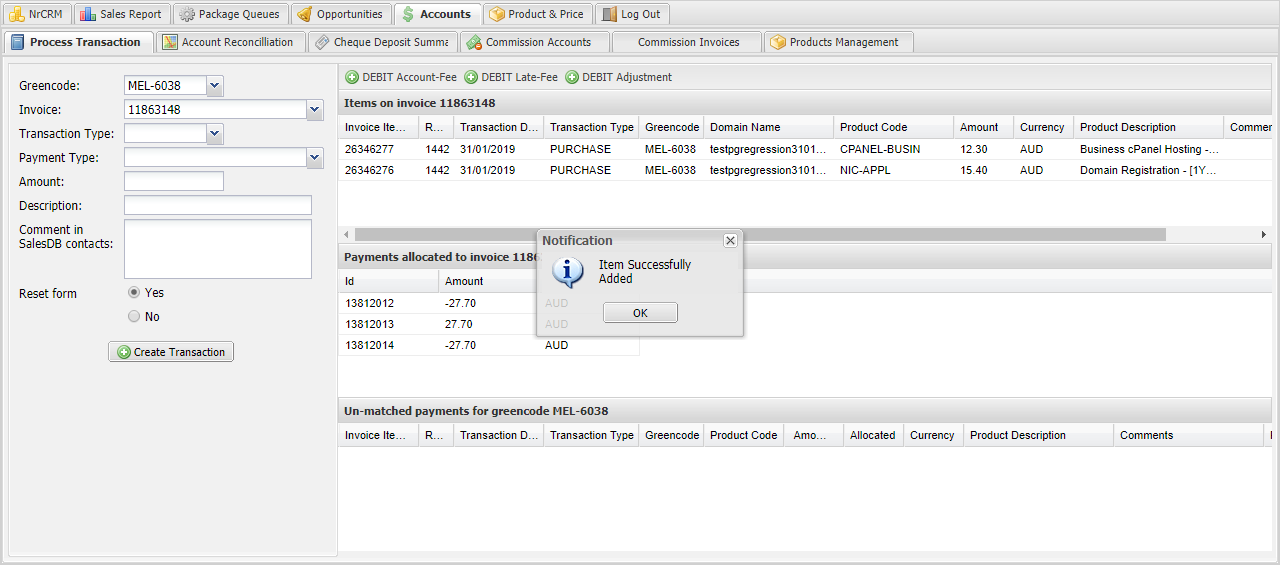 NrCRM Sales Report Package Queues Opportunities Accounts Product & Price Log Out
Process Transaction Account Reconcilliation Cheque Deposit Summa Commission Accounts Commission Invoices Products Management
Greencode: MEL-6038
Invoice: 11863148
Transaction Type:
Payment Type:
Amount:
Description:
Comment in
SalesDB contacts:
Reset form Yes
No
Create Transaction
DEBIT Account-Fee DEBIT Late-Fee DEBIT Adjustment
Items on invoice 11863148
Invoice Ite... R... Transaction D... Transaction Type Greencode Domain Name Product Code Amount Currency Product Description Commen
26346277 1442 31/01/2019 PURCHASE MEL-6038 testpgregression3101... CPANEL-BUSIN 12.30 AUD Business cPanel Hosting -...
26346276 1442 31/01/2019 PURCHASE MEL-6038 testpgregression3101... NIC-APPL 15.40 AUD Domain Registration - [1Y...
Payments allocated to invoice 1186
Id Amount
13812012 -27.70 AUD
13812013 27.70 AUD
13812014 -27.70 AUD
Notification
Item Successfully
Added
OK
Un-matched payments for greencode MEL-6038
Invoice Ite... R... Transaction D... Transaction Type Greencode Product Code Amo... Allocated Currency Product Description Comments